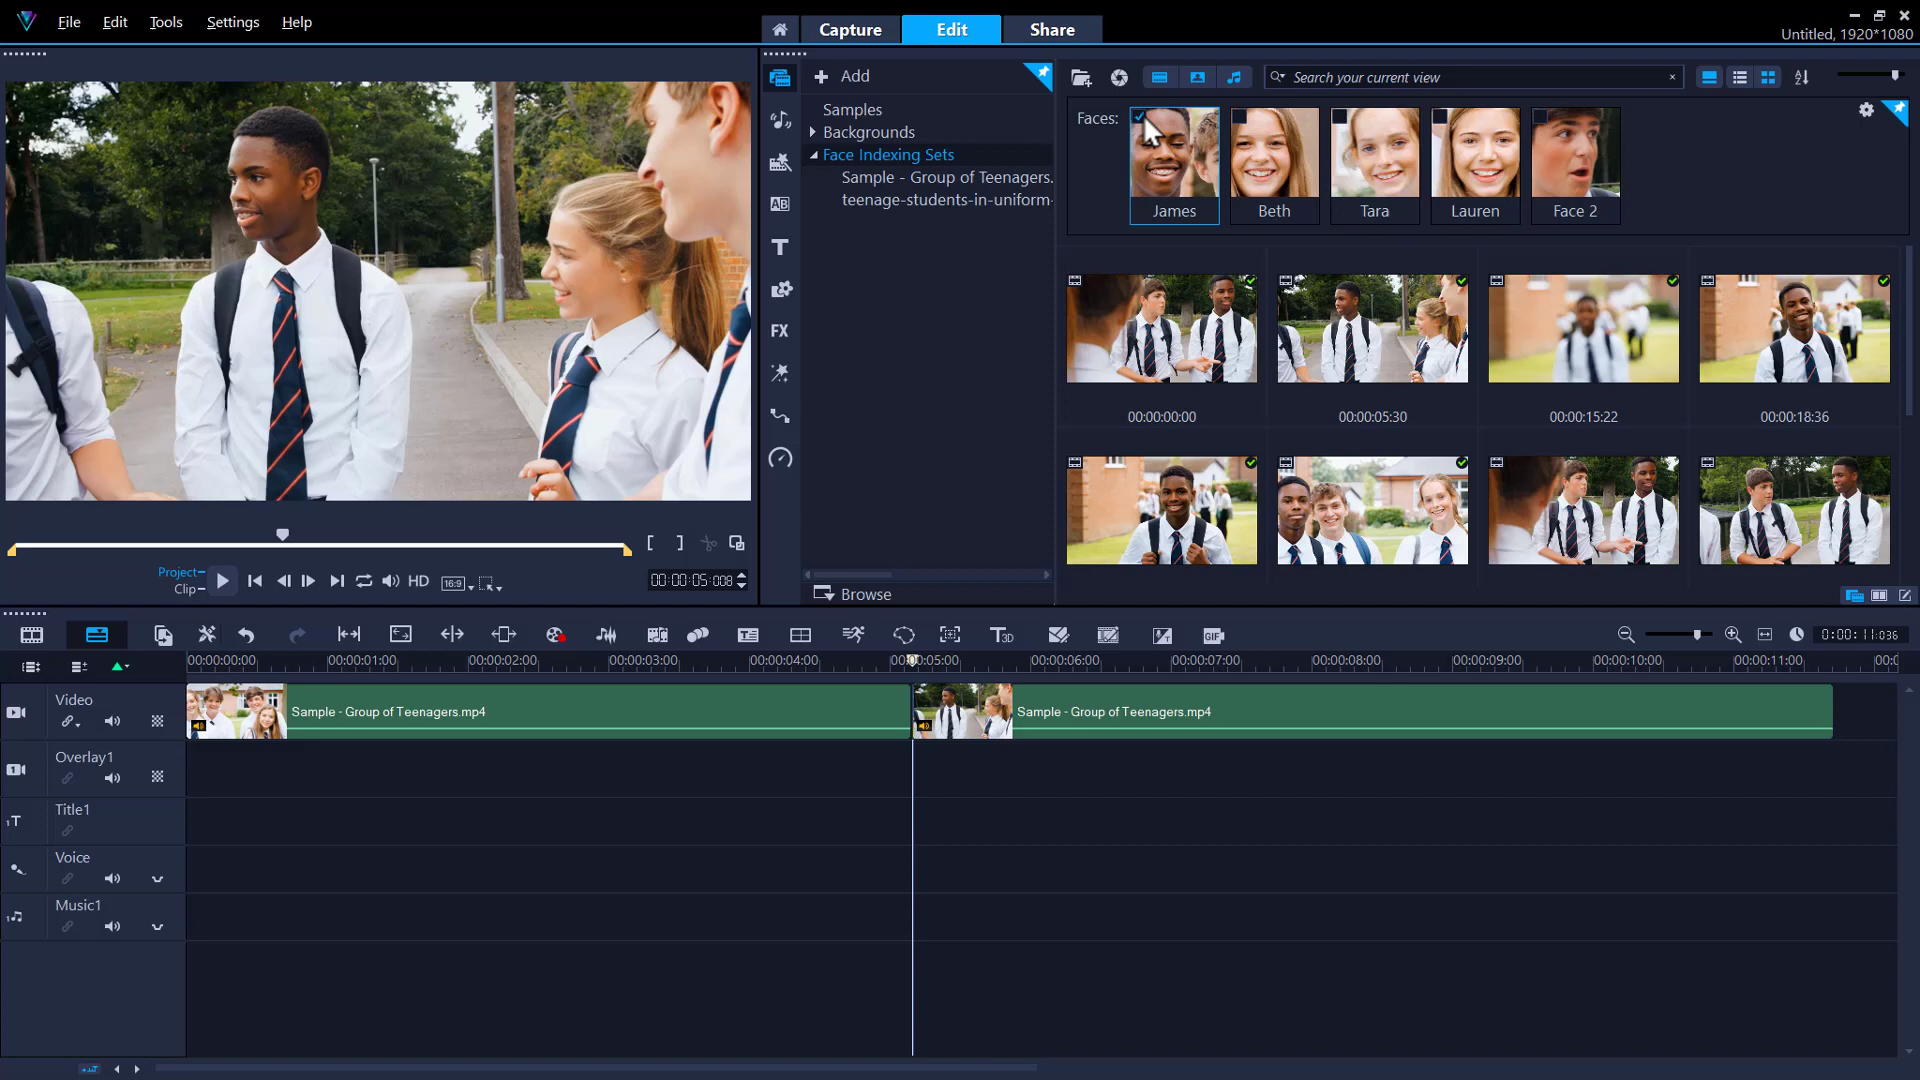 File Edit Tools Settings Help
Capture Edit Share
Untitled, 1920*1080
Add
Samples
Backgrounds
Face Indexing Sets
Sample - Group of Teenagers.
teenage-students-in-uniform-
Browse
Search your current view
Faces:
James Beth Tara Lauren Face 2
00:00:00:00 00:00:05:30 00:00:15:22 00:00:18:36
Project
Clip
HD
16:9
00:00:05:008
AB
T
FX
T3D
GIF
0:00:11:036
00:00:00:00 00:00:01:00 00:00:02:00 00:00:03:00 00:00:04:00 00:00:05:00 00:00:06:00 00:00:07:00 00:00:08:00 00:00:09:00 00:00:10:00 00:00:11:00
Video
Sample - Group of Teenagers.mp4 Sample - Group of Teenagers.mp4
Overlay1
Title1
Voice
Music1